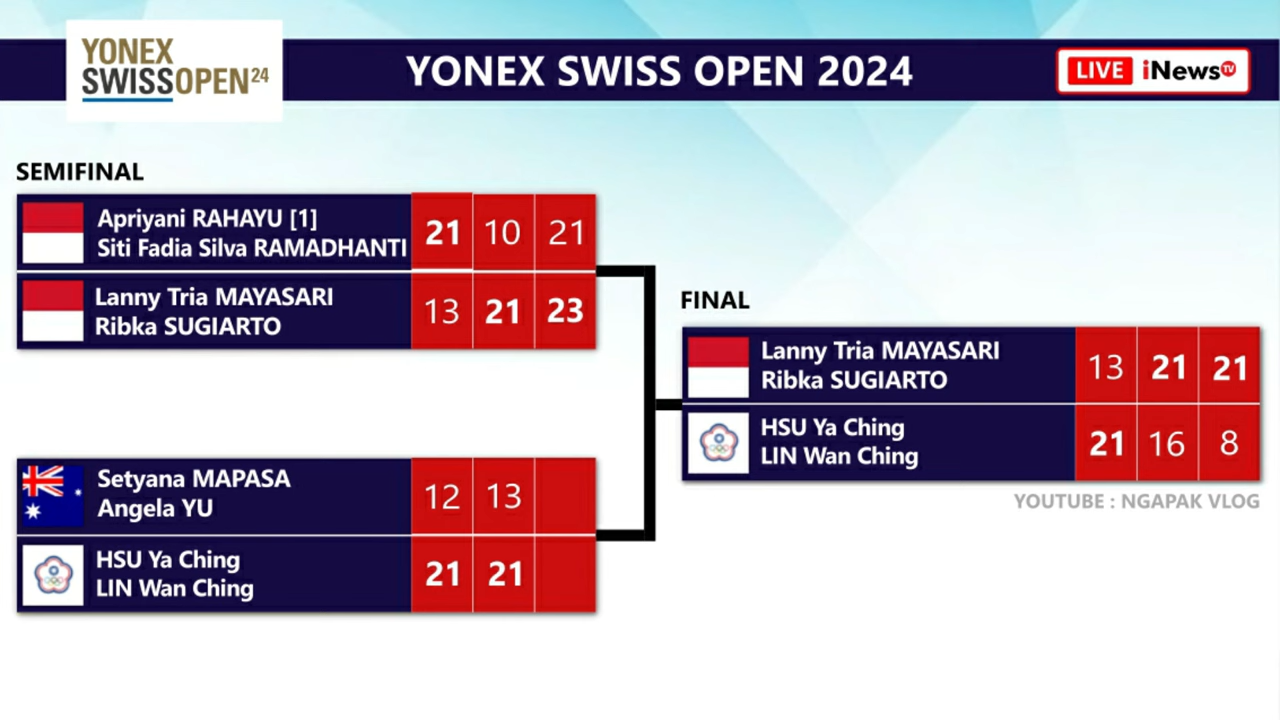 YONEX
SWISSOPEN24
YONEX SWISS OPEN 2024
LIVE iNewsTV
SEMIFINAL
Apriyani RAHAYU [1]
Siti Fadia Silva RAMADHANTI
21 10 21
Lanny Tria MAYASARI
Ribka SUGIARTO
13 21 23
Setyana MAPASA
Angela YU
12 13
HSU Ya Ching
LIN Wan Ching
21 21
FINAL
Lanny Tria MAYASARI
Ribka SUGIARTO
13 21 21
HSU Ya Ching
LIN Wan Ching
21 16 8
YOUTUBE : NGAPAK VLOG